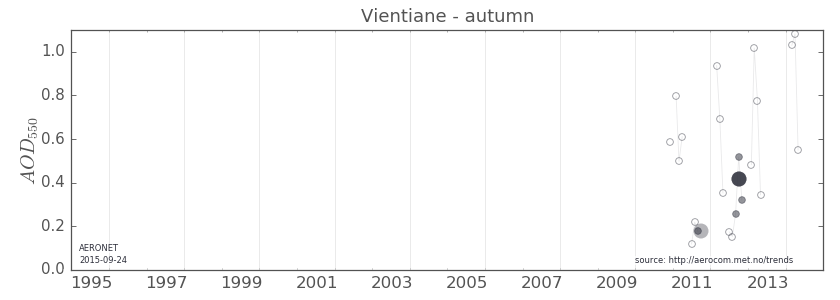 Vientiane - autumn
AOD550
1.0
0.8
0.6
0.4
0.2
0.0
AERONET
2015-09-24
source: http://aerocom.met.no/trends
1995 1997 1999 2001 2003 2005 2007 2009 2011 2013